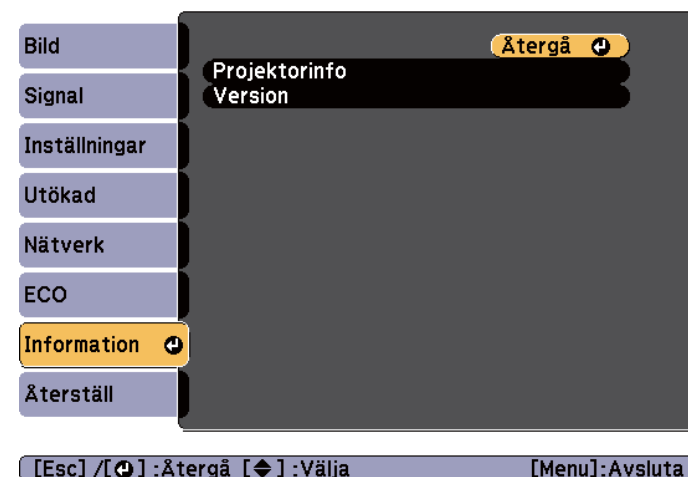 Bild
Signal
Inställningar
Utökad
Nätverk
ECO
Information
Återställ
Återgå
Projektorinfo
Version
[Esc] /[ ] :Återgå [ ] :Välja [Menu]:Avsluta